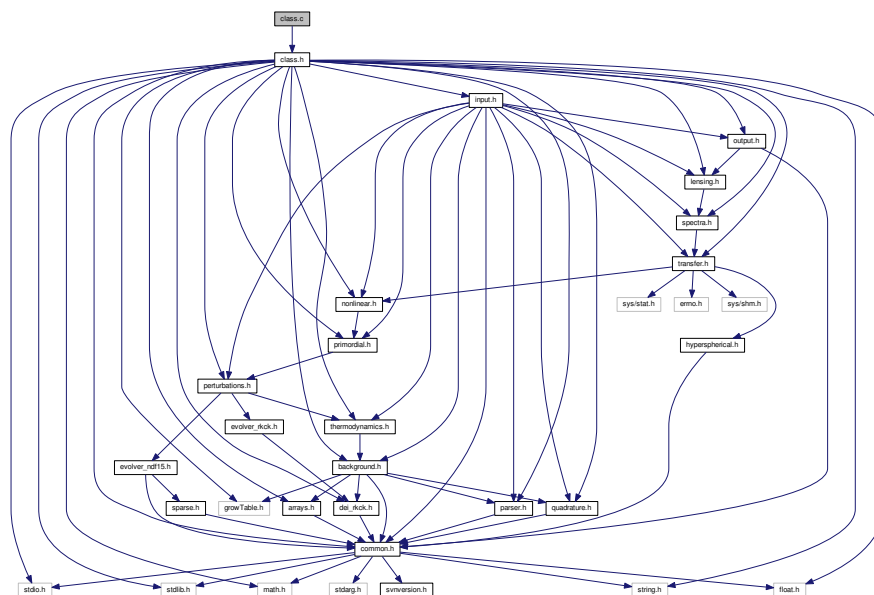 class.c
class.h
input.h
output.h
lensing.h
spectra.h
transfer.h
nonlinear.h
sys/stat.h
errno.h
sys/shm.h
primordial.h
hyperspherical.h
perturbations.h
evolver_rkck.h
thermodynamics.h
evolver_ndf15.h
background.h
sparse.h
growTable.h
arrays.h
dei_rkck.h
parser.h
quadrature.h
common.h
stdio.h
stdlib.h
math.h
stdarg.h
svnversion.h
string.h
float.h